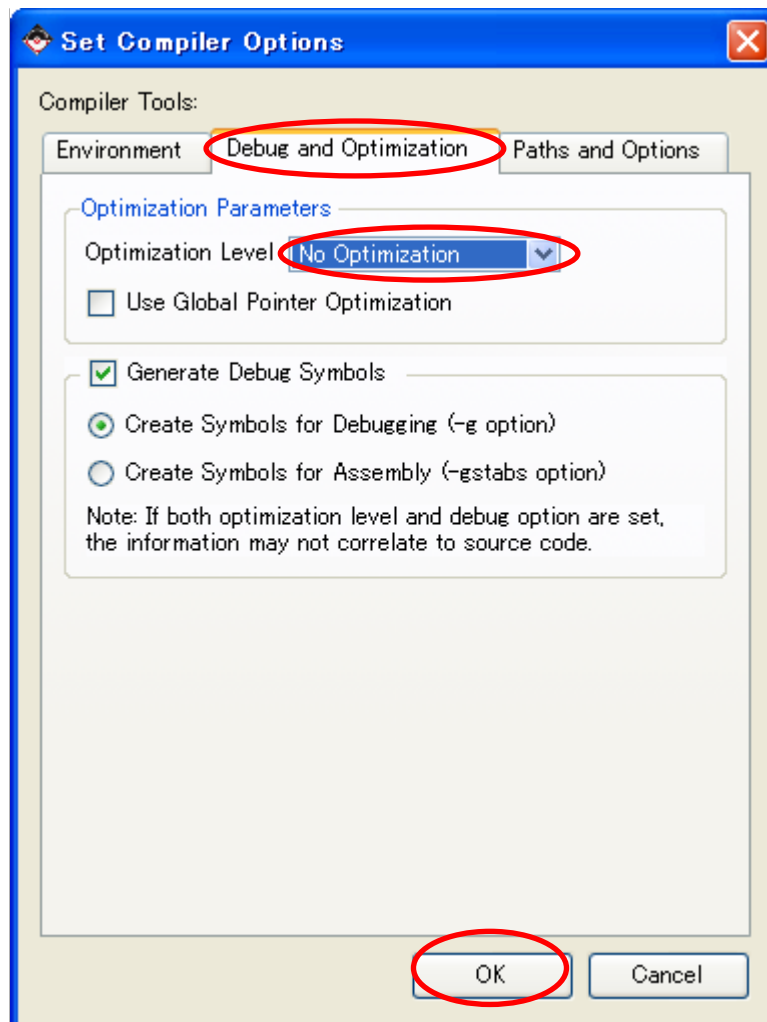 Set Compiler Options
Compiler Tools:
Environment Debug and Optimization Paths and Options
Optimization Parameters
Optimization Level No Optimization
Use Global Pointer Optimization
Generate Debug Symbols
Create Symbols for Debugging (-g option)
Create Symbols for Assembly (-gstabs option)
Note: If both optimization level and debug option are set,
the information may not correlate to source code.
OK Cancel